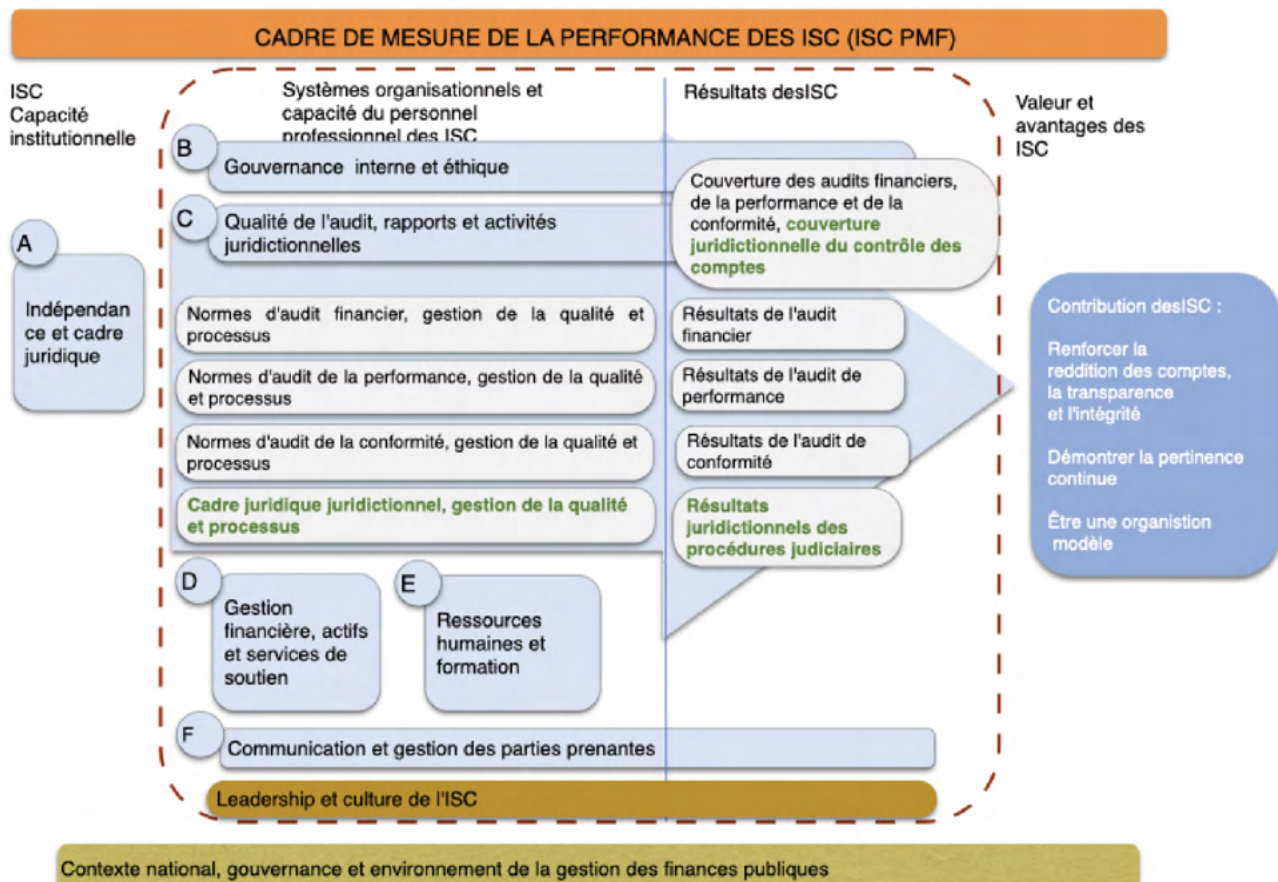 CADRE DE MESURE DE LA PERFORMANCE DES ISC (ISC PMF)
ISC
Capacité
institutionnelle
Systèmes organisationnels et
capacité du personnel
professionnel des ISC
Résultats desISC
Valeur et
avantages des
ISC
A
Indépendan
ce et cadre
juridique
B
Gouvernance interne et éthique
C
Qualité de l'audit, rapports et activités
juridictionnelles
Couverture des audits financiers,
de la performance et de la
conformité, couverture
juridictionnelle du contrôle des
comptes
Normes d'audit financier, gestion de la qualité et
processus
Résultats de l'audit
financier
Normes d'audit de la performance, gestion de la qualité
et processus
Résultats de l'audit de
performance
Normes d'audit de la conformité, gestion de la qualité et
processus
Résultats de l'audit de
conformité
Cadre juridique juridictionnel, gestion de la qualité
et processus
Résultats
juridictionnels des
procédures judiciaires
D
Gestion
financière, actifs
et services de
soutien
E
Ressources
humaines et
formation
F
Communication et gestion des parties prenantes
Leadership et culture de l'ISC
Contribution desISC :
Renforcer la
reddition des comptes,
la transparence
et l'intégrité
Démontrer la pertinence
continue
Être une organistion
modèle
Contexte national, gouvernance et environnement de la gestion des finances publiques